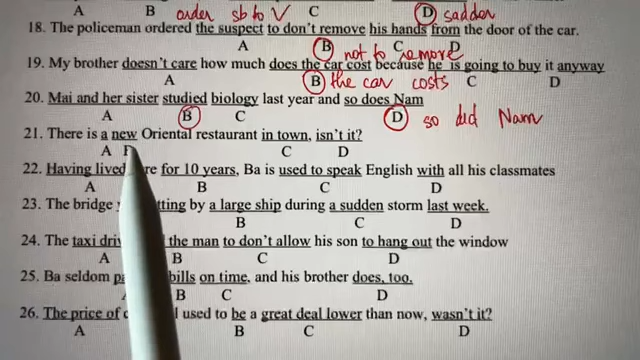 A B order sb to V C D sadder
18. The policeman ordered the suspect to don't remove his hands from the door of the car.
A B not to remore C D
19. My brother doesn't care how much does the car cost because he is going to buy it anyway
A B the car costs C D
20. Mai and her sister studied biology last year and so does Nam
A B C D so did Nam
21. There is a new Oriental restaurant in town, isn't it?
A C D
22. Having lived for 10 years, Ba is used to speak English with all his classmates
A B C D
23. The bridge by a large ship during a sudden storm last week.
B C D
24. The taxi the man to don't allow his son to hang out the window
A B C D
25. Ba seldom bills on time, and his brother does, too.
B C D
26. The price of used to be a great deal lower than now, wasn't it?
A B C D